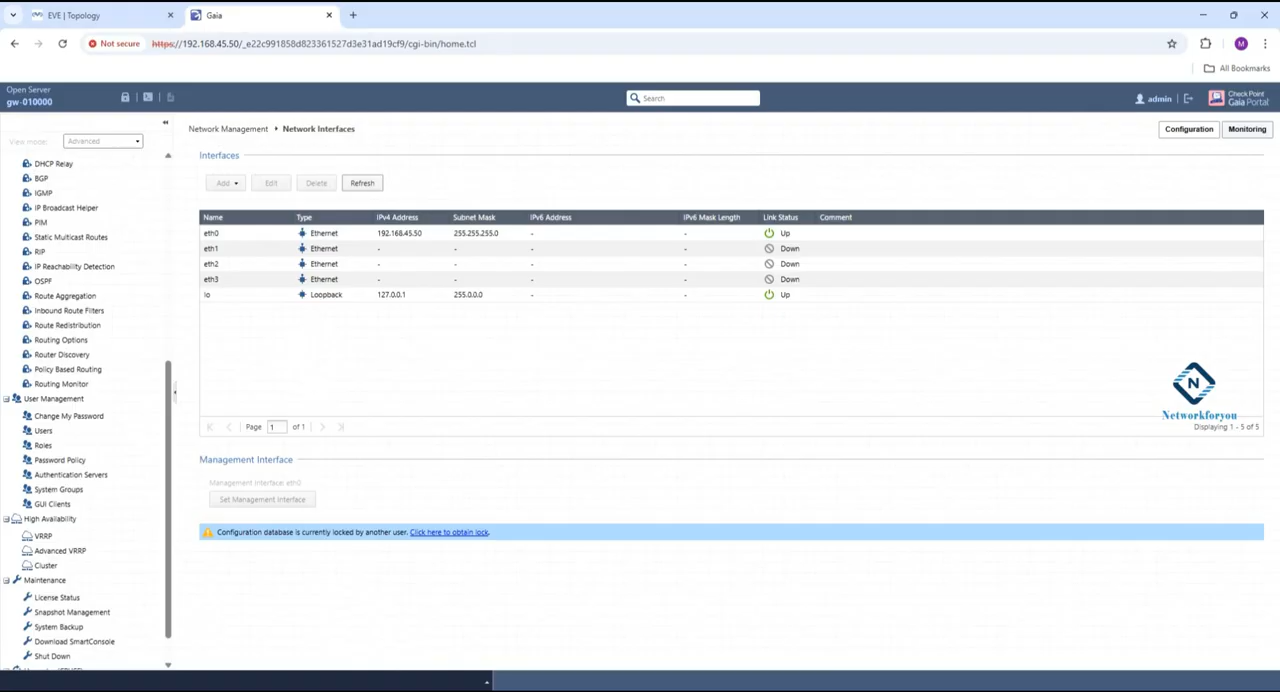 EVE | Topology
Gaia
Not secure
https://192.168.45.50/_e22c991858d823361527d3e31ad19cf9/cgi-bin/home.tcl
M
All Bookmarks
Open Server
gw-010000
Search
admin
Check Point
Gaia Portal
View mode:
Advanced
Network Management
Network Interfaces
Configuration
Monitoring
DHCP Relay
BGP
IGMP
IP Broadcast Helper
PIM
Static Multicast Routes
RIP
IP Reachability Detection
OSPF
Route Aggregation
Inbound Route Filters
Route Redistribution
Routing Options
Router Discovery
Policy Based Routing
Routing Monitor
User Management
Change My Password
Users
Roles
Password Policy
Authentication Servers
System Groups
GUI Clients
High Availability
VRRP
Advanced VRRP
Cluster
Maintenance
License Status
Snapshot Management
System Backup
Download SmartConsole
Shut Down
Interfaces
Add Edit Delete Refresh
Name Type IPv4 Address Subnet Mask IPv6 Address IPv6 Mask Length Link Status Comment
eth0 Ethernet 192.168.45.50 255.255.255.0 - - Up
eth1 Ethernet - - - - Down
eth2 Ethernet - - - - Down
eth3 Ethernet - - - - Down
lo Loopback 127.0.0.1 255.0.0.0 - - Up
N
Networkforyou
Page 1 of 1
Displaying 1 - 5 of 5
Management Interface
Management Interface: eth0
Set Management Interface
Configuration database is currently locked by another user. Click here to obtain lock.